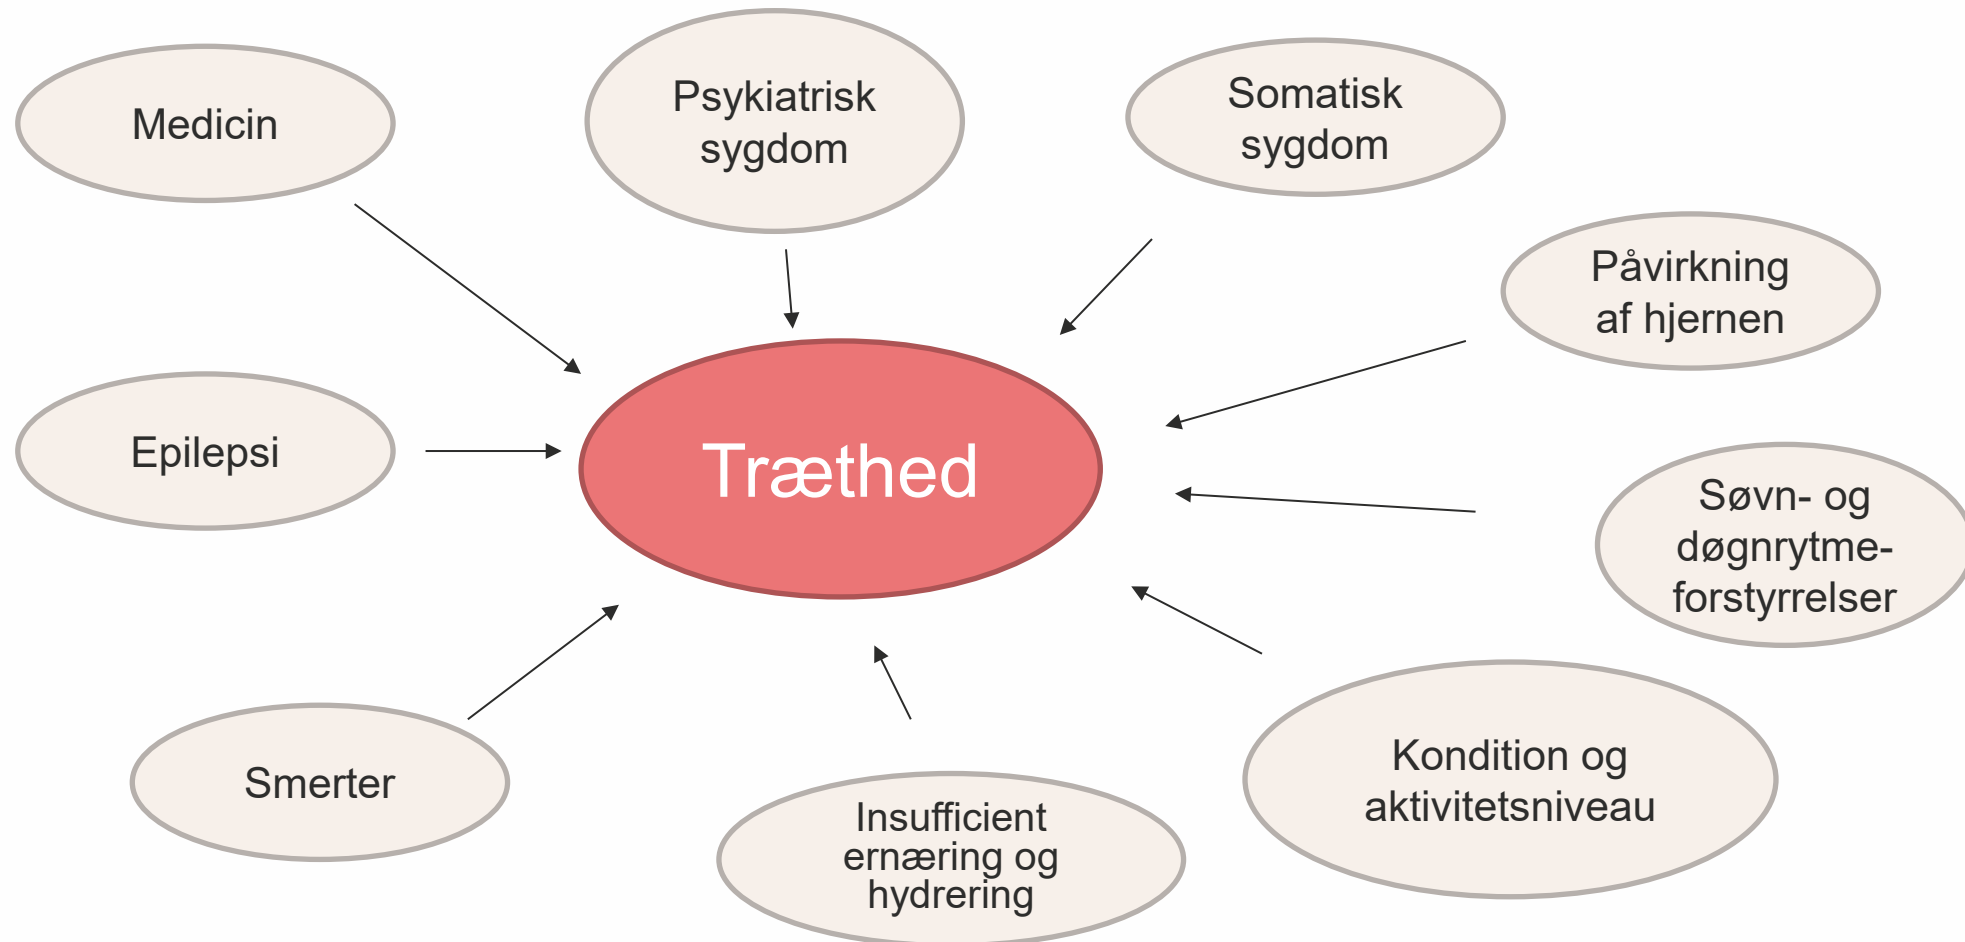 Medicin
Psykiatrisk
sygdom
Somatisk
sygdom
Påvirkning
af hjernen
Epilepsi
Træthed
Søvn- og
døgnrytme-
forstyrrelser
Smerter
Insufficient
ernæring og
hydrering
Kondition og
aktivitetsniveau